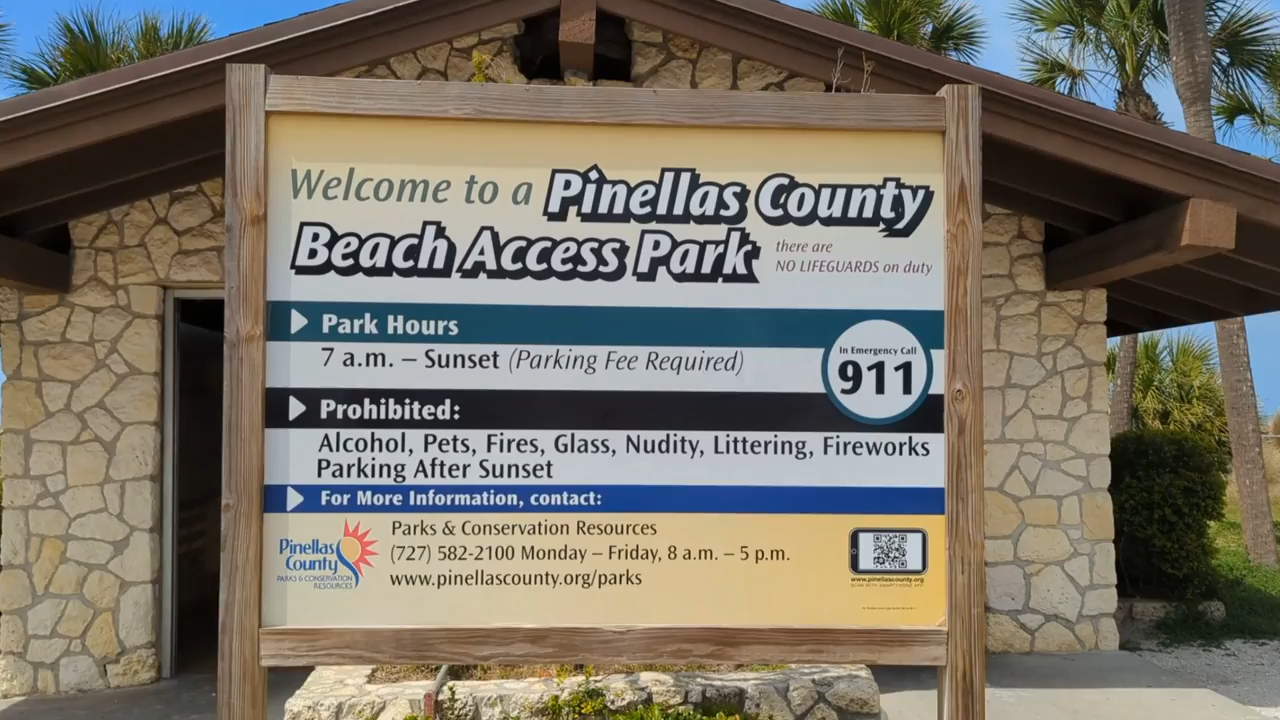 Welcome to a Pinellas County
Beach Access Park
there are
NO LIFEGUARDS on duty
Park Hours
7 a.m. – Sunset (Parking Fee Required)
In Emergency Call
911
Prohibited:
Alcohol, Pets, Fires, Glass, Nudity, Littering, Fireworks
Parking After Sunset
For More Information, contact:
Pinellas
County
PARKS & CONSERVATION
RESOURCES
Parks & Conservation Resources
(727) 582-2100 Monday – Friday, 8 a.m. – 5 p.m.
www.pinellascounty.org/parks
www.pinellascounty.org